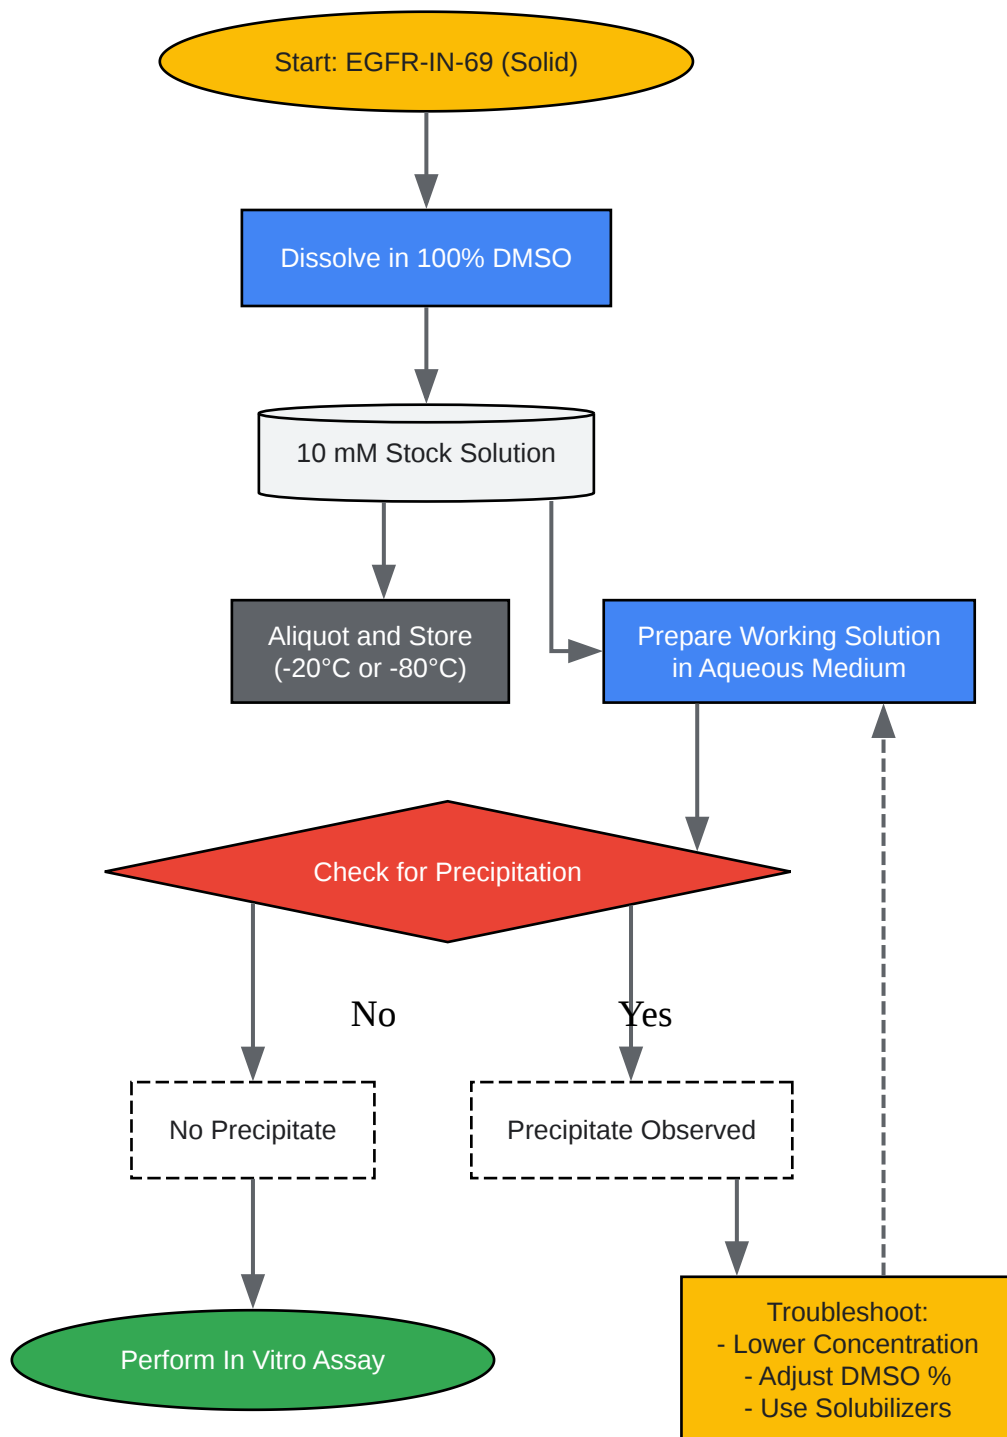 Start: EGFR-IN-69 (Solid)
Dissolve in 100% DMSO
10 mM Stock Solution
Aliquot and Store
(-20°C or -80°C)
Prepare Working Solution
in Aqueous Medium
Check for Precipitation
No
Yes
No Precipitate
Precipitate Observed
Perform In Vitro Assay
Troubleshoot:
- Lower Concentration
- Adjust DMSO %
- Use Solubilizers